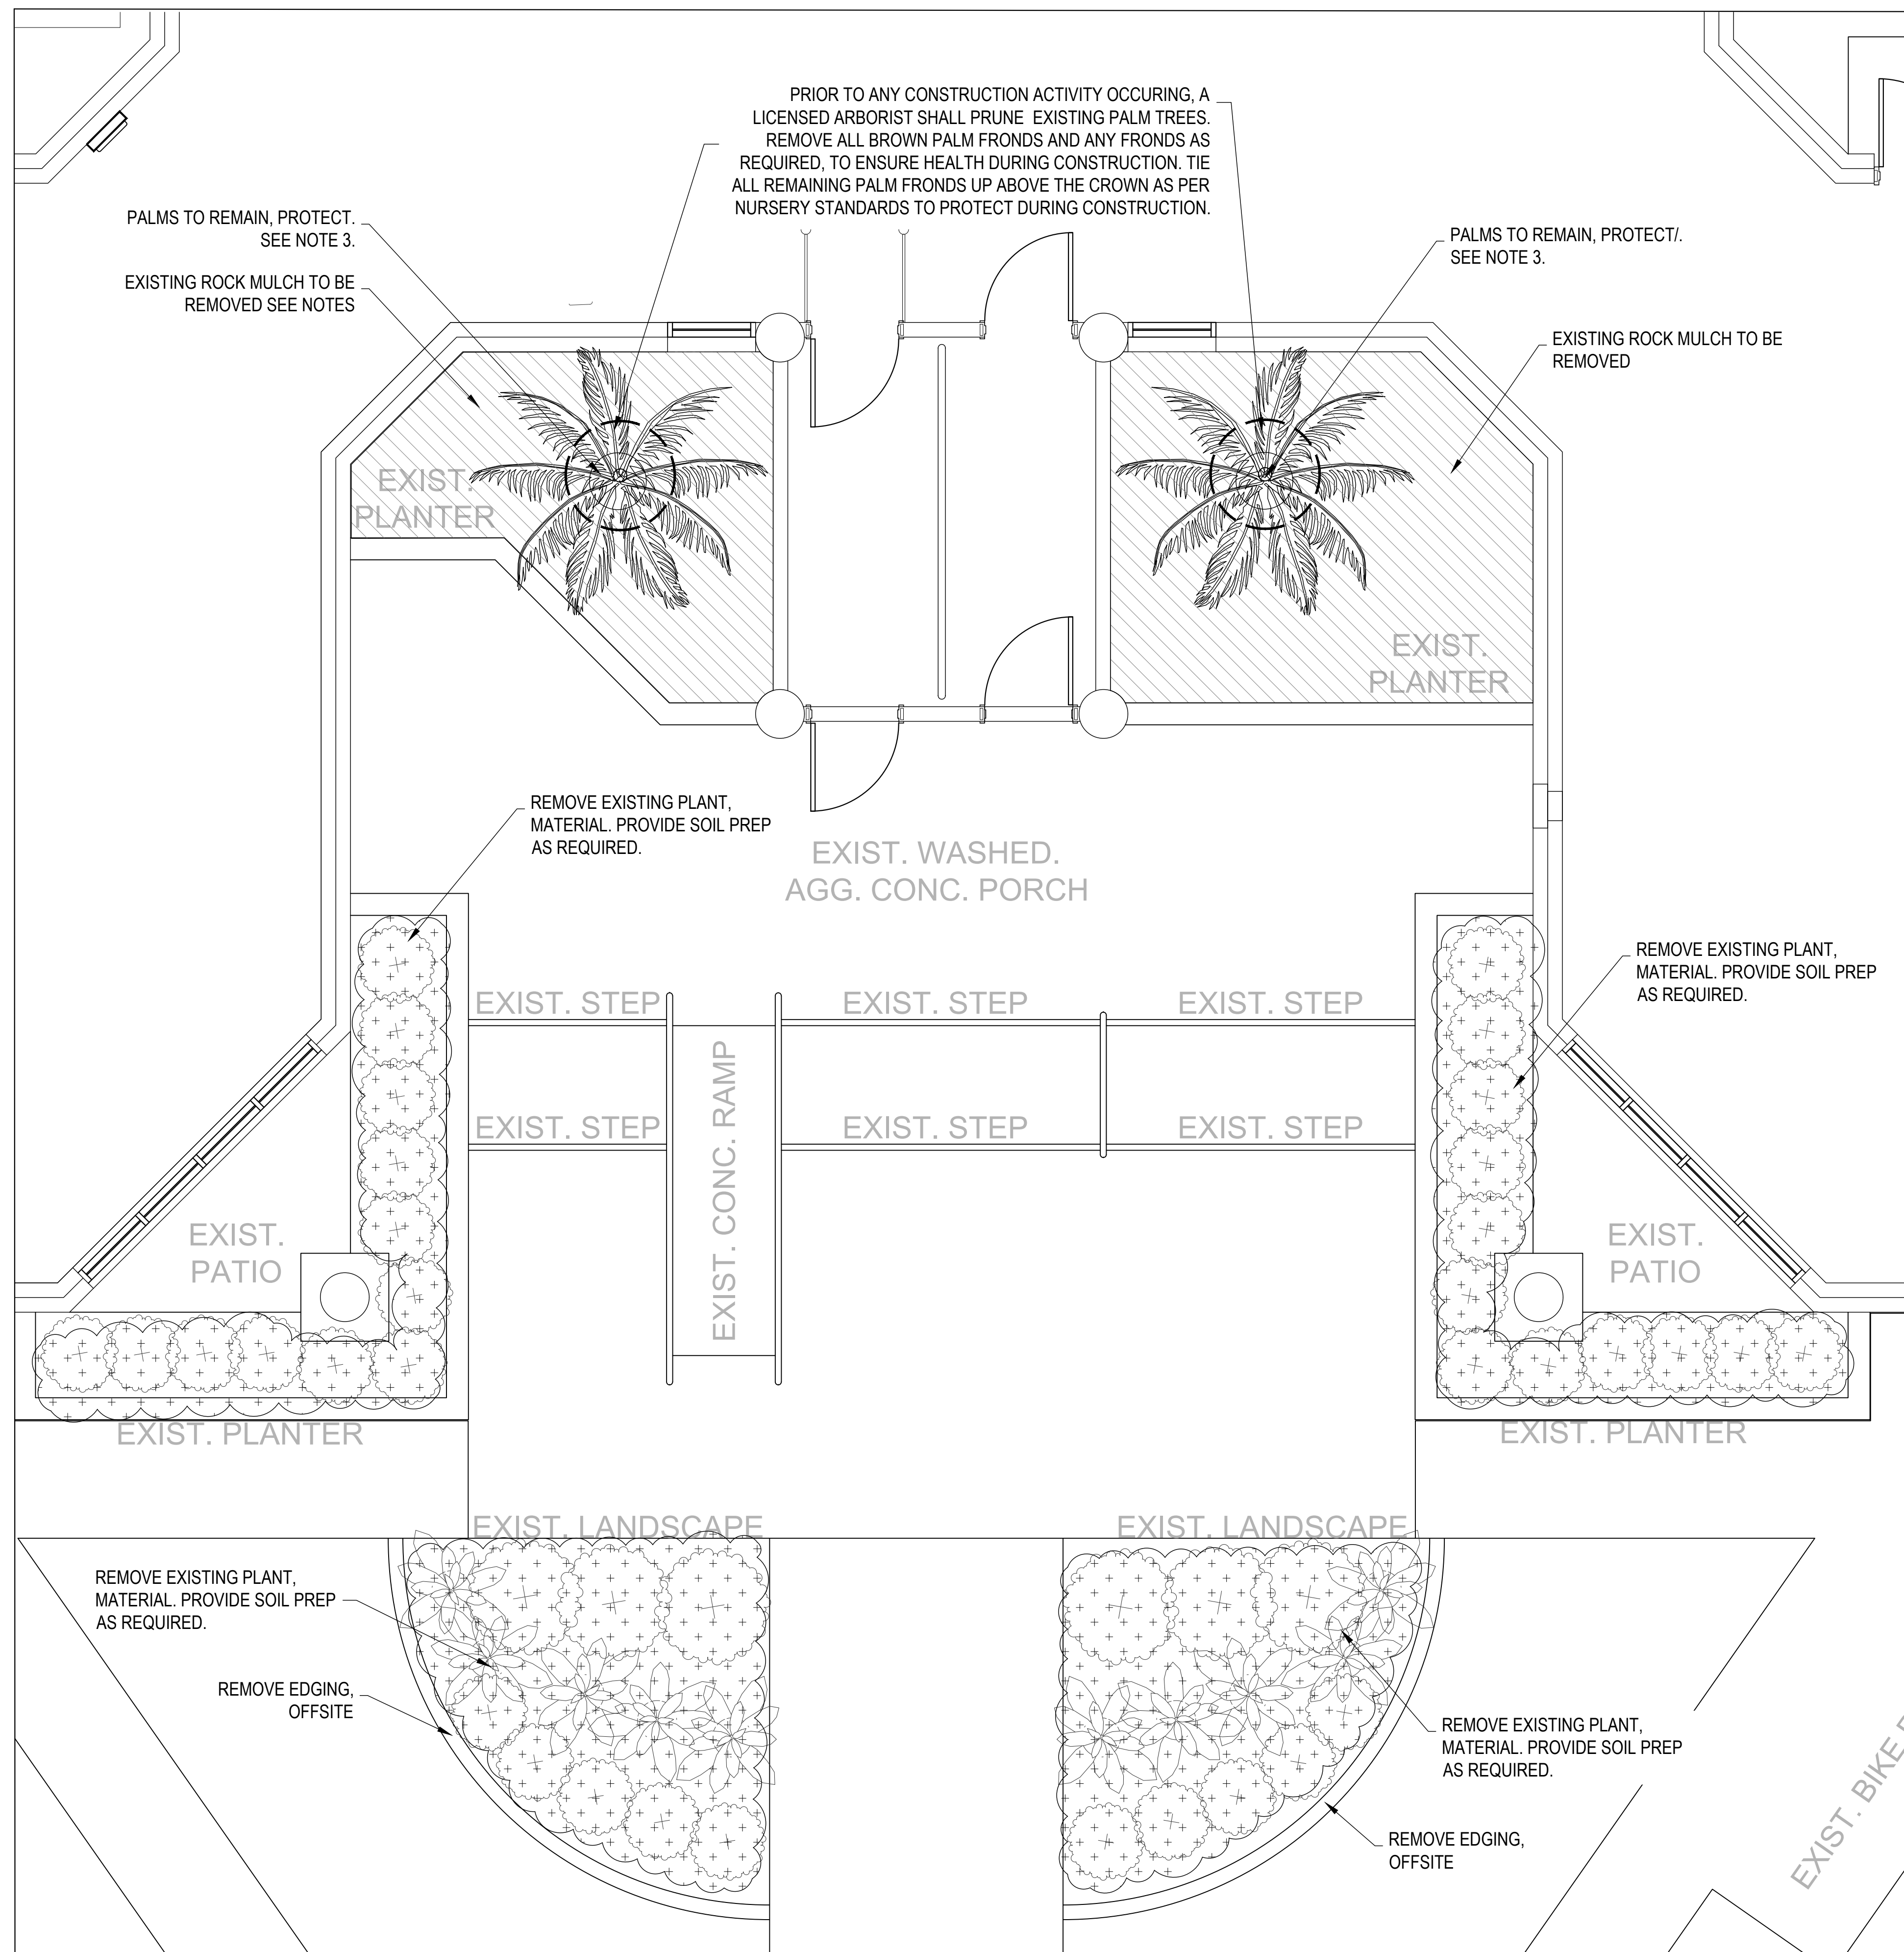 PRIOR TO ANY CONSTRUCTION ACTIVITY OCCURING, A
LICENSED ARBORIST SHALL PRUNE EXISTING PALM TREES.
REMOVE ALL BROWN PALM FRONDS AND ANY FRONDS AS
REQUIRED, TO ENSURE HEALTH DURING CONSTRUCTION. TIE
ALL REMAINING PALM FRONDS UP ABOVE THE CROWN AS PER
NURSERY STANDARDS TO PROTECT DURING CONSTRUCTION.
PALMS TO REMAIN, PROTECT.
SEE NOTE 3.
EXISTING ROCK MULCH TO BE
REMOVED SEE NOTES
PALMS TO REMAIN, PROTECT/.
SEE NOTE 3.
EXISTING ROCK MULCH TO BE
REMOVED
EXIST.
PLANTER
EXIST.
PLANTER
REMOVE EXISTING PLANT,
MATERIAL. PROVIDE SOIL PREP
AS REQUIRED.
EXIST. WASHED.
AGG. CONC. PORCH
REMOVE EXISTING PLANT,
MATERIAL. PROVIDE SOIL PREP
AS REQUIRED.
EXIST. STEP
EXIST. STEP
EXIST. STEP
EXIST. CONC. RAMP
EXIST. STEP
EXIST. STEP
EXIST. STEP
EXIST.
PATIO
EXIST.
PATIO
EXIST. PLANTER
EXIST. PLANTER
EXIST. LANDSCAPE
EXIST. LANDSCAPE
REMOVE EXISTING PLANT,
MATERIAL. PROVIDE SOIL PREP
AS REQUIRED.
REMOVE EDGING,
OFFSITE
REMOVE EXISTING PLANT,
MATERIAL. PROVIDE SOIL PREP
AS REQUIRED.
REMOVE EDGING,
OFFSITE
EXIST. BIKE